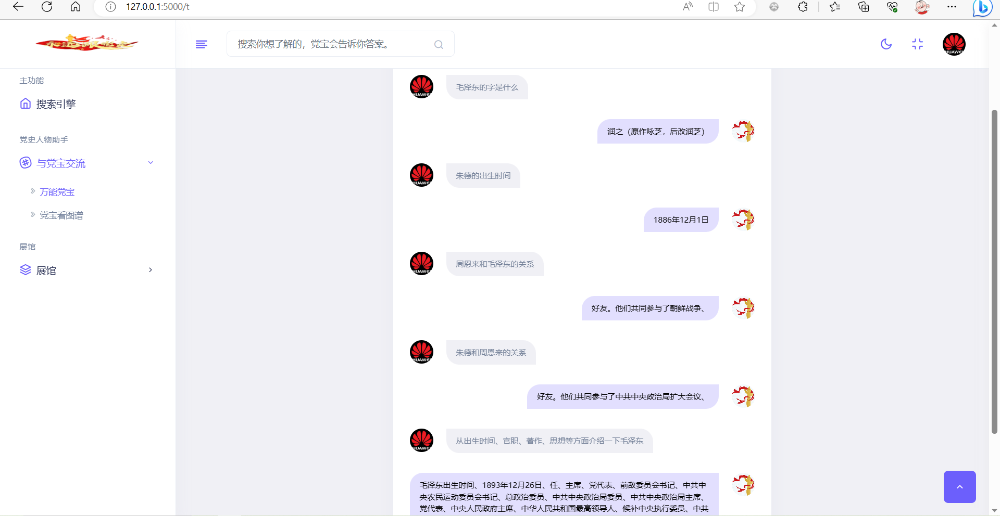 127.0.0.1:5000/t
搜索你想了解的，党宝会告诉你答案。
HUAWEI
主功能
搜索引擎
党史人物助手
与党宝交流
万能党宝
党宝看图谱
展馆
展馆
HUAWEI
毛泽东的字是什么
润之（原作咏芝，后改润芝）
HUAWEI
朱德的出生时间
1886年12月1日
HUAWEI
周恩来和毛泽东的关系
好友。他们共同参与了朝鲜战争、
HUAWEI
朱德和周恩来的关系
好友。他们共同参与了中共中央政治局扩大会议、
HUAWEI
从出生时间、官职、著作、思想等方面介绍一下毛泽东
毛泽东出生时间、1893年12月26日、任、主席、党代表、前敌委员会书记、中共中
央农民运动委员会书记、总政治委员、中共中央政治局委员、中共中央政治局主席、
党代表、中央人民政府主席、中华人民共和国最高领导人、候补中央执行委员、中共